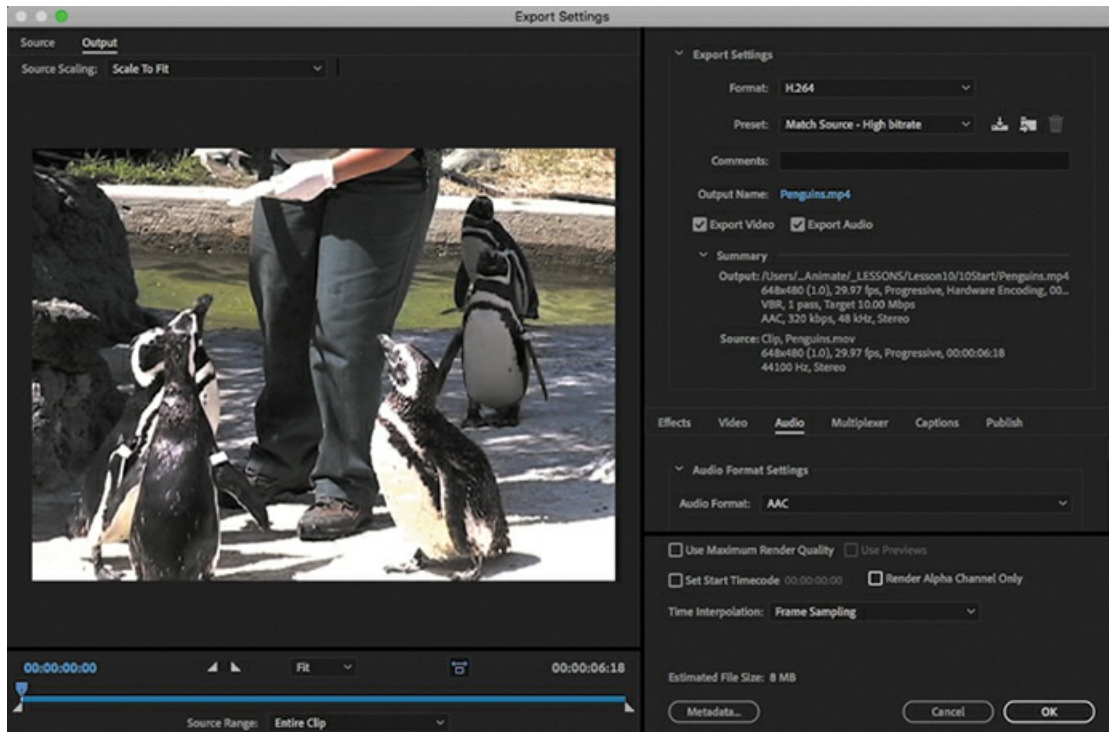 Export Settings
Source Output
Source Scaling: Scale To Fit
00:00:00:00 Fit 00:00:06:18
Source Range: Entire Clip
Export Settings
Format: H.264
Preset: Match Source - High bitrate
Comments:
Output Name: Penguins.mp4
Export Video Export Audio
Summary
Output: /Users/..._Animate/_LESSONS/Lesson10/10Start/Penguins.mp4
648x480 (1.0), 29.97 fps, Progressive, Hardware Encoding, 00...
VBR, 1 pass, Target 10.00 Mbps
AAC, 320 kbps, 48 kHz, Stereo
Source: Clip, Penguins.mov
648x480 (1.0), 29.97 fps, Progressive, 00:00:06:18
44100 Hz, Stereo
Effects Video Audio Multiplexer Captions Publish
Audio Format Settings
Audio Format: AAC
Use Maximum Render Quality Use Previews
Set Start Timecode 00:00:00:00 Render Alpha Channel Only
Time Interpolation: Frame Sampling
Estimated File Size: 8 MB
Metadata... Cancel OK